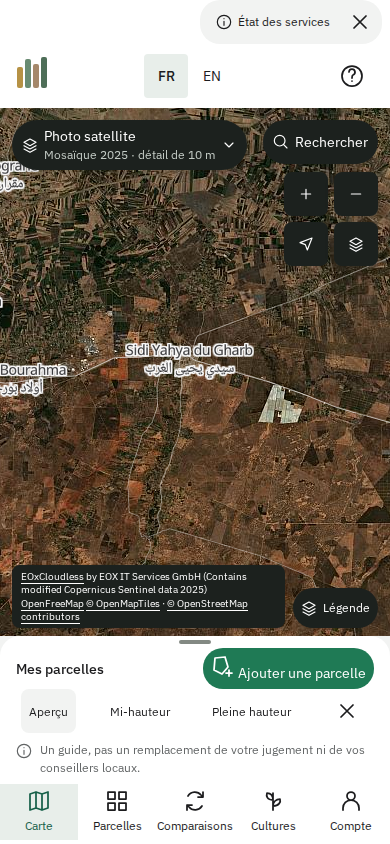 État des services
FR
EN
Photo satellite
Mosaïque 2025 · détail de 10 m
Rechercher
Sidi Yahya du Gharb
سيدي يحيى الغرب
Bourahma
أولاد بور
EOxCloudless by EOX IT Services GmbH (Contains
modified Copernicus Sentinel data 2025)
OpenFreeMap © OpenMapTiles · © OpenStreetMap
contributors
Légende
Mes parcelles
Ajouter une parcelle
Aperçu
Mi-hauteur
Pleine hauteur
Un guide, pas un remplacement de votre jugement ni de vos
conseillers locaux.
Carte
Parcelles
Comparaisons
Cultures
Compte